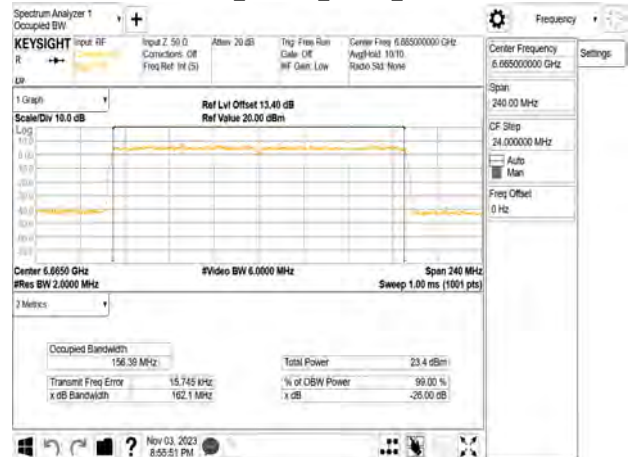 Spectrum Analyzer 1
Occupied BW
Frequency
KEYSIGHT Input: RF
Input Z: 50 Ω
Atten: 20 dB
Trig: Free Run
Center Freq: 6.665000000 GHz
Corrections: Off
Gate: Off
Avg|Hold: 10/10
Freq Ref: Int (S)
#IF Gain: Low
Radio Std: None
Center Frequency
6.665000000 GHz
Settings
Span
240.00 MHz
CF Step
24.000000 MHz
Auto
Man
Freq Offset
0 Hz
1 Graph
Ref Lvl Offset 13.40 dB
Scale/Div 10.0 dB
Ref Value 20.00 dBm
Log
Center 6.6650 GHz
#Video BW 6.0000 MHz
Span 240 MHz
#Res BW 2.0000 MHz
Sweep 1.00 ms (1001 pts)
2 Metrics
Occupied Bandwidth
156.39 MHz
Total Power
23.4 dBm
Transmit Freq Error
15.745 kHz
% of OBW Power
99.00 %
x dB Bandwidth
162.1 MHz
x dB
-26.00 dB
Nov 03, 2023
8:55:51 PM